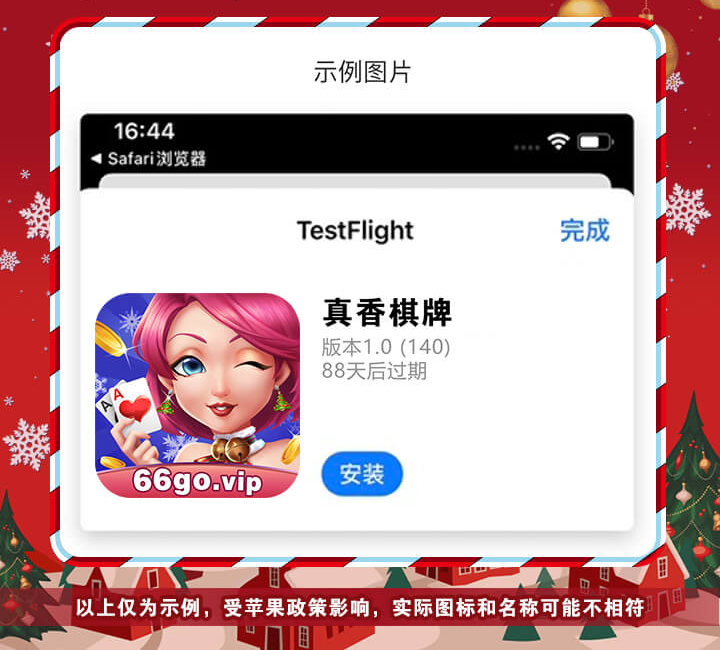 示例图片
16:44
◀ Safari浏览器
TestFlight
完成
真香棋牌
版本1.0 (140)
88天后过期
A
A
66go.vip
安装
以上仅为示例，受苹果政策影响，实际图标和名称可能不相符